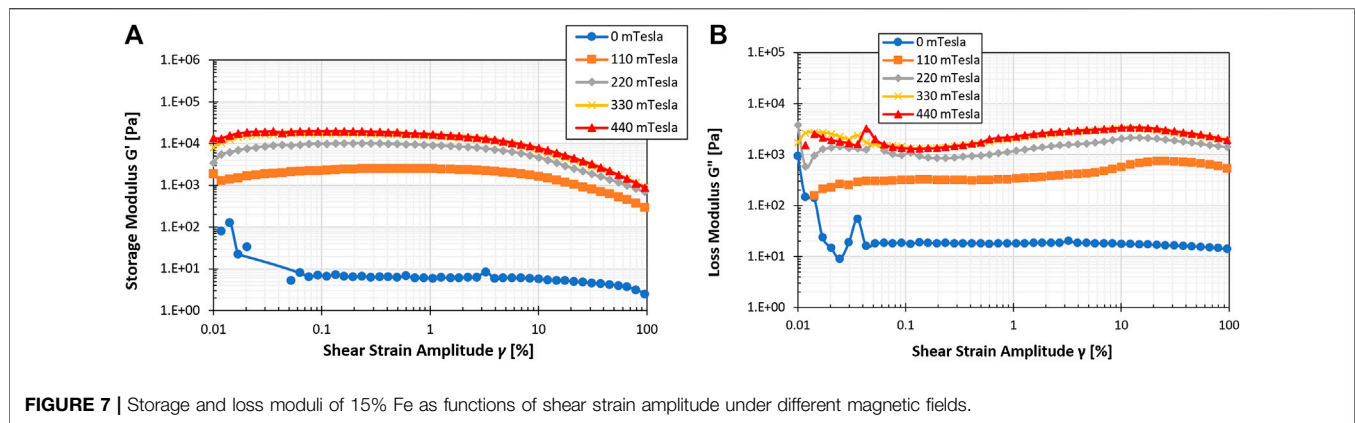 A
0 mTesla
110 mTesla
220 mTesla
330 mTesla
440 mTesla
1.E+06
1.E+05
1.E+04
1.E+03
1.E+02
1.E+01
1.E+00
Storage Modulus G' [Pa]
0.01 0.1 1 10 100
Shear Strain Amplitude γ [%]
B
0 mTesla
110 mTesla
220 mTesla
330 mTesla
440 mTesla
1.E+05
1.E+04
1.E+03
1.E+02
1.E+01
1.E+00
Loss Modulus G" [Pa]
0.01 0.1 1 10 100
Shear Strain Amplitude γ [%]
FIGURE 7 | Storage and loss moduli of 15% Fe as functions of shear strain amplitude under different magnetic fields.